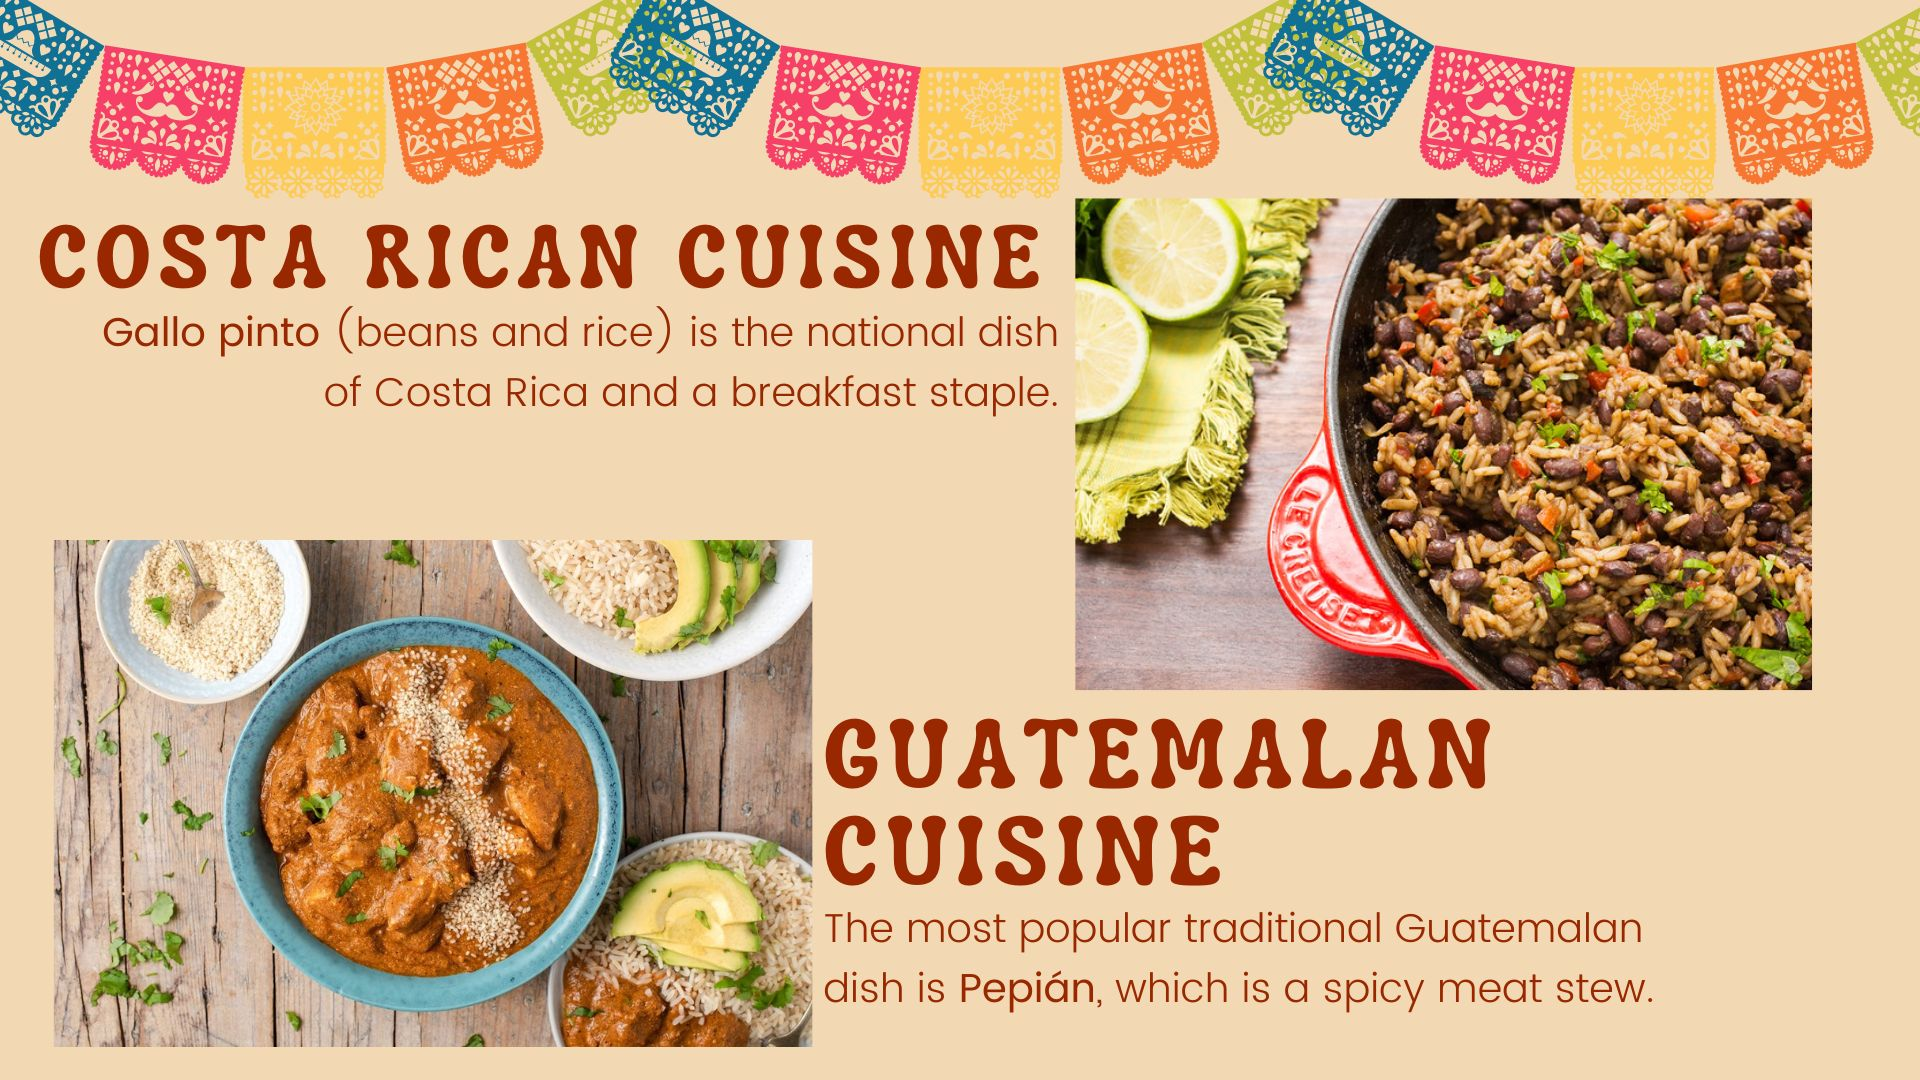 COSTA RICAN CUISINE
Gallo pinto (beans and rice) is the national dish
of Costa Rica and a breakfast staple.
LE CREUSET
GUATEMALAN
CUISINE
The most popular traditional Guatemalan
dish is Pepián, which is a spicy meat stew.